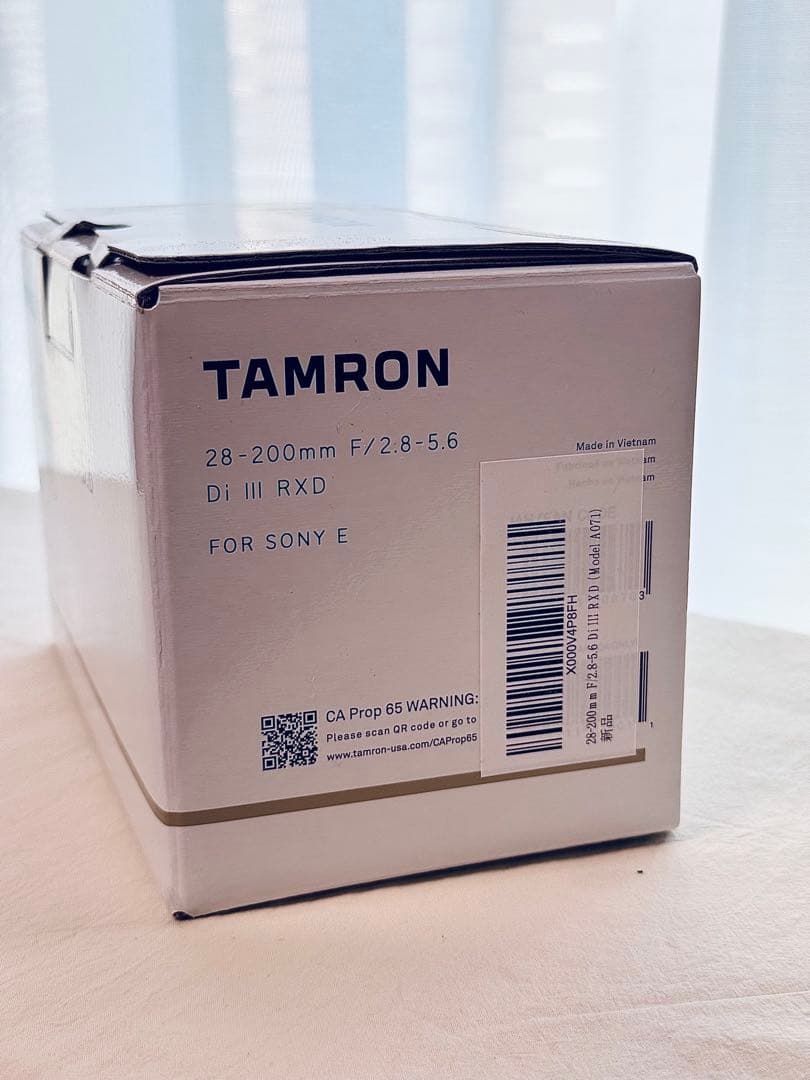 TAMRON
28-200mm F/2.8-5.6
Di III RXD
FOR SONY E
Made in Vietnam
CA Prop 65 WARNING:
Please scan QR code or go to
www.tamron-usa.com/CAProp65
X000V4P8FH
28-200mm F/2.8-5.6 Di III RXD (Model A071)
新品
3
1